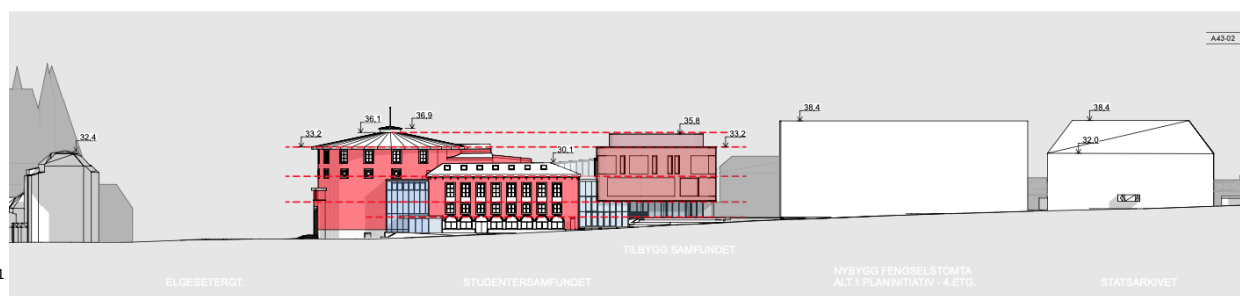 A43-02
32,4
33,2
36,1
36,9
30,1
35,8
33,2
38,4
38,4
32,0
TILBYGG SAMFUNDET
1
ELGESETERGT.
STUDENTERSAMFUNDET
NYBYGG FENGSELSTOMTA
ALT.1 PLANINITIATIV - 4.ETG.
STATSARKIVET